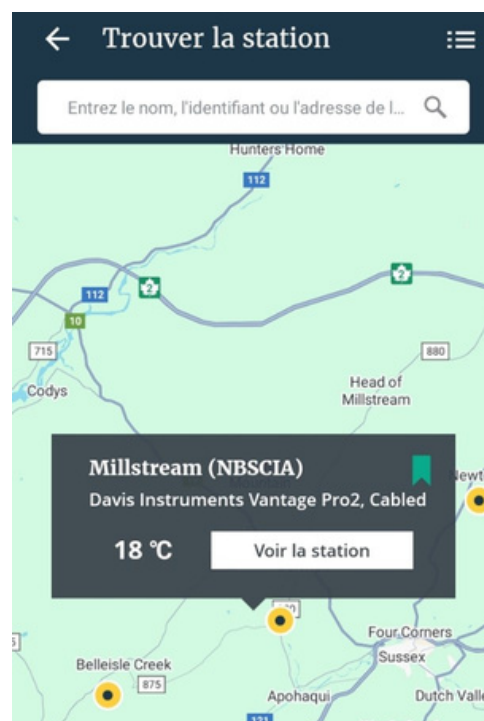 Trouver la station
Entrez le nom, l'identifiant ou l'adresse de l...
Hunters Home
112
2
2
112
10
715
880
Codys
Head of
Millstream
Millstream (NBSCIA)
Davis Instruments Vantage Pro2, Cabled
18 °C
Voir la station
Four Corners
Sussex
Belleisle Creek
875
Apohaqui
Dutch Valle
121